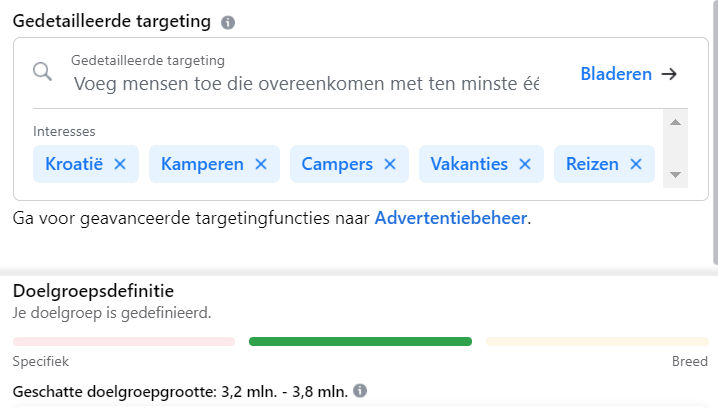 Gedetailleerde targeting
Gedetailleerde targeting
Voeg mensen toe die overeenkomen met ten minste éé
Bladeren
Interesses
Kroatië × Kamperen × Campers × Vakanties × Reizen ×
Ga voor geavanceerde targetingfuncties naar Advertentiebeheer.
Doelgroepsdefinitie
Je doelgroep is gedefinieerd.
Specifiek Breed
Geschatte doelgroepgrootte: 3,2 mln. - 3,8 mln.